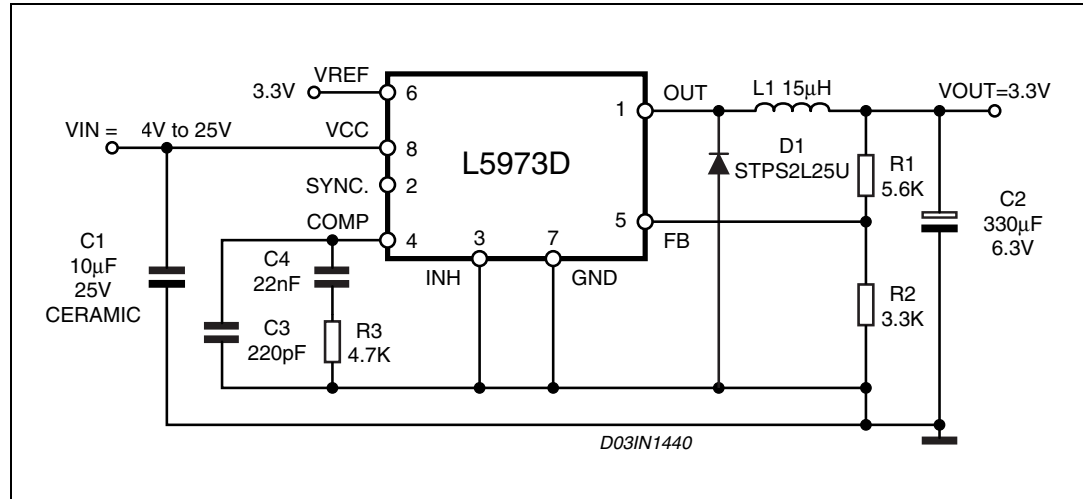 VREF
3.3V
6
VIN = 4V to 25V
VCC
8
SYNC.
2
COMP
4
L5973D
1
OUT
5
FB
3
INH
7
GND
L1 15μH
VOUT=3.3V
D1
STPS2L25U
R1
5.6K
C2
330μF
6.3V
R2
3.3K
C1
10μF
25V
CERAMIC
C4
22nF
C3
220pF
R3
4.7K
D03IN1440